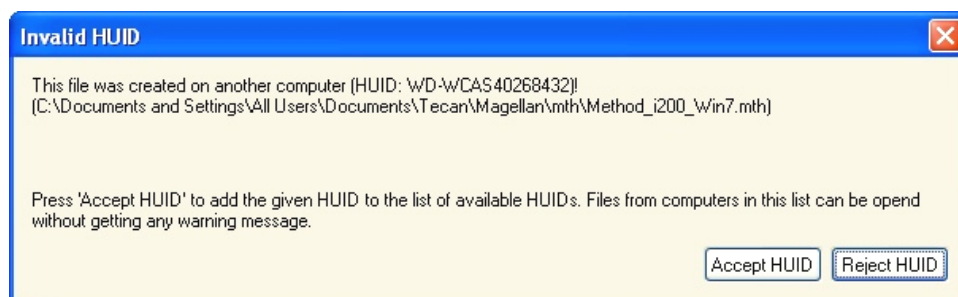 Invalid HUID
This file was created on another computer (HUID: WD-WCAS40268432)!
(C:\Documents and Settings\All Users\Documents\Tecan\Magellan\mth\Method_i200_Win7.mth)
Press 'Accept HUID' to add the given HUID to the list of available HUIDs. Files from computers in this list can be opend
without getting any warning message.
Accept HUID Reject HUID